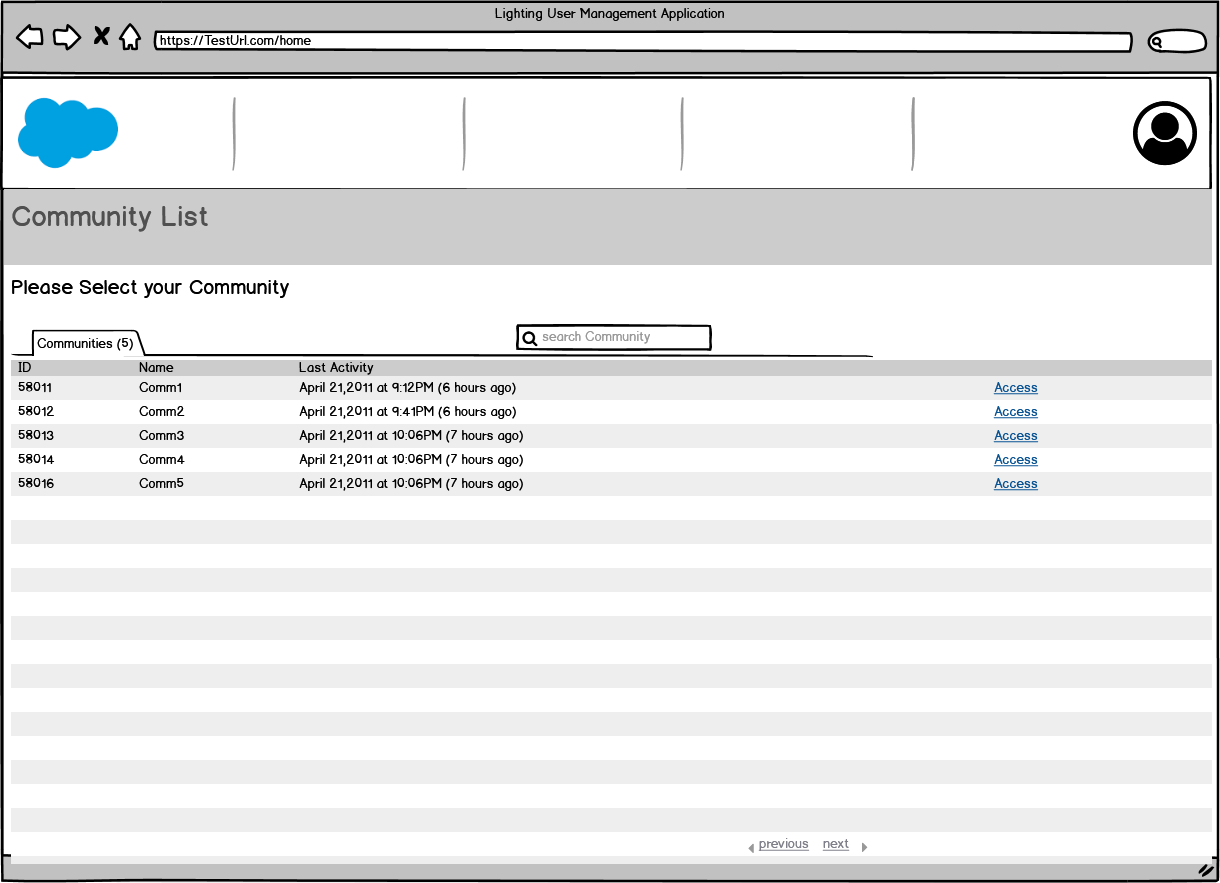 Lighting User Management Application
https://TestUrl.com/home
Community List
Please Select your Community
Communities (5)
search Community
ID Name Last Activity
58011 Comm1 April 21,2011 at 9:12PM (6 hours ago) Access
58012 Comm2 April 21,2011 at 9:41PM (6 hours ago) Access
58013 Comm3 April 21,2011 at 10:06PM (7 hours ago) Access
58014 Comm4 April 21,2011 at 10:06PM (7 hours ago) Access
58016 Comm5 April 21,2011 at 10:06PM (7 hours ago) Access
previous next